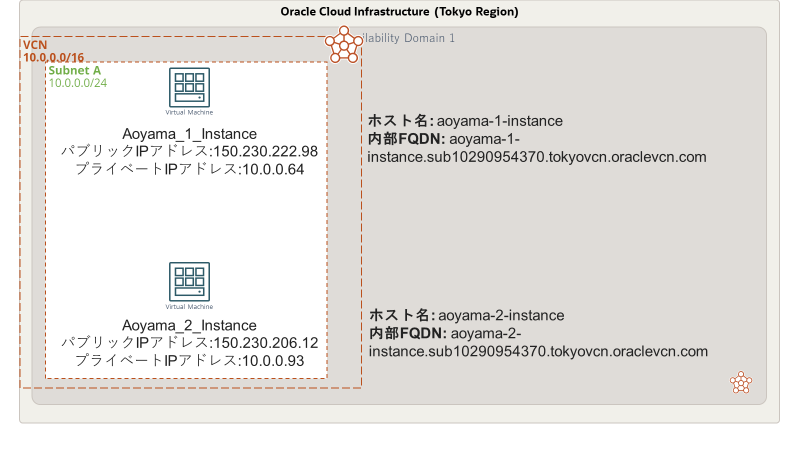 Oracle Cloud Infrastructure (Tokyo Region)
ilability Domain 1
VCN
10.0.0.0/16
Subnet A
10.0.0.0/24
Virtual Machine
Aoyama_1_Instance
パブリックIPアドレス:150.230.222.98
プライベートIPアドレス:10.0.0.64
ホスト名: aoyama-1-instance
内部FQDN: aoyama-1-
instance.sub10290954370.tokyovcn.oraclevcn.com
Virtual Machine
Aoyama_2_Instance
パブリックIPアドレス:150.230.206.12
プライベートIPアドレス:10.0.0.93
ホスト名: aoyama-2-instance
内部FQDN: aoyama-2-
instance.sub10290954370.tokyovcn.oraclevcn.com